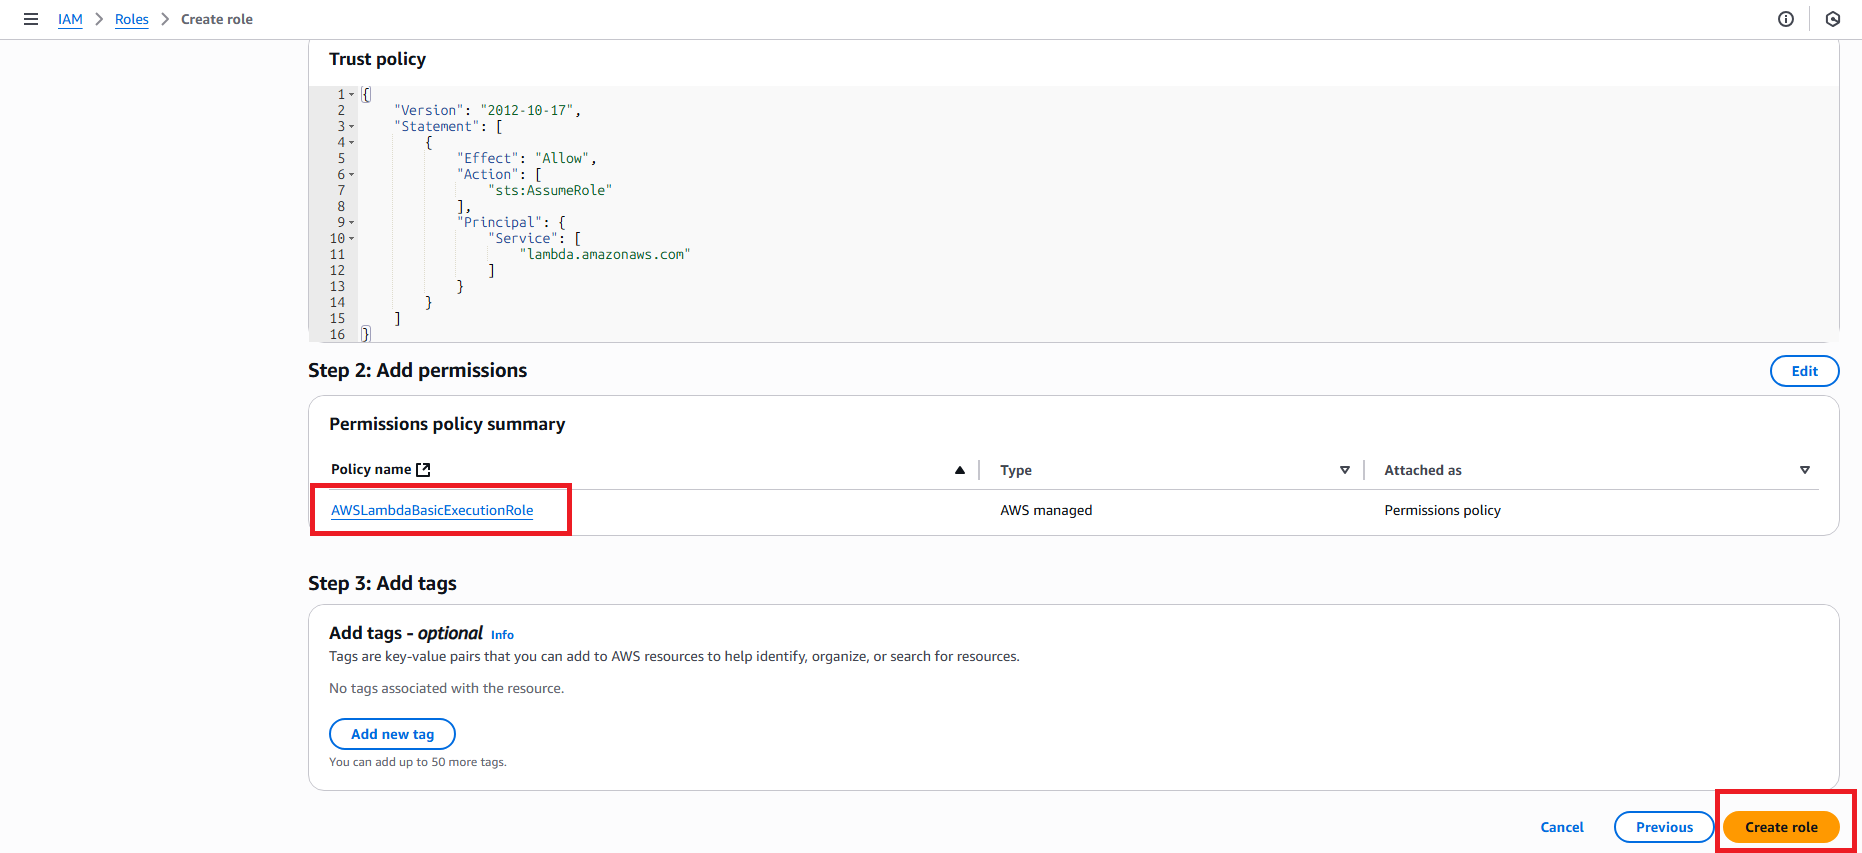 IAM > Roles > Create role
Trust policy
1 {
2 "Version": "2012-10-17",
3 "Statement": [
4 {
5 "Effect": "Allow",
6 "Action": [
7 "sts:AssumeRole"
8 ],
9 "Principal": {
10 "Service": [
11 "lambda.amazonaws.com"
12 ]
13 }
14 }
15 ]
16 }
Step 2: Add permissions
Edit
Permissions policy summary
Policy name Type Attached as
AWSLambdaBasicExecutionRole AWS managed Permissions policy
Step 3: Add tags
Add tags - optional Info
Tags are key-value pairs that you can add to AWS resources to help identify, organize, or search for resources.
No tags associated with the resource.
Add new tag
You can add up to 50 more tags.
Cancel Previous Create role